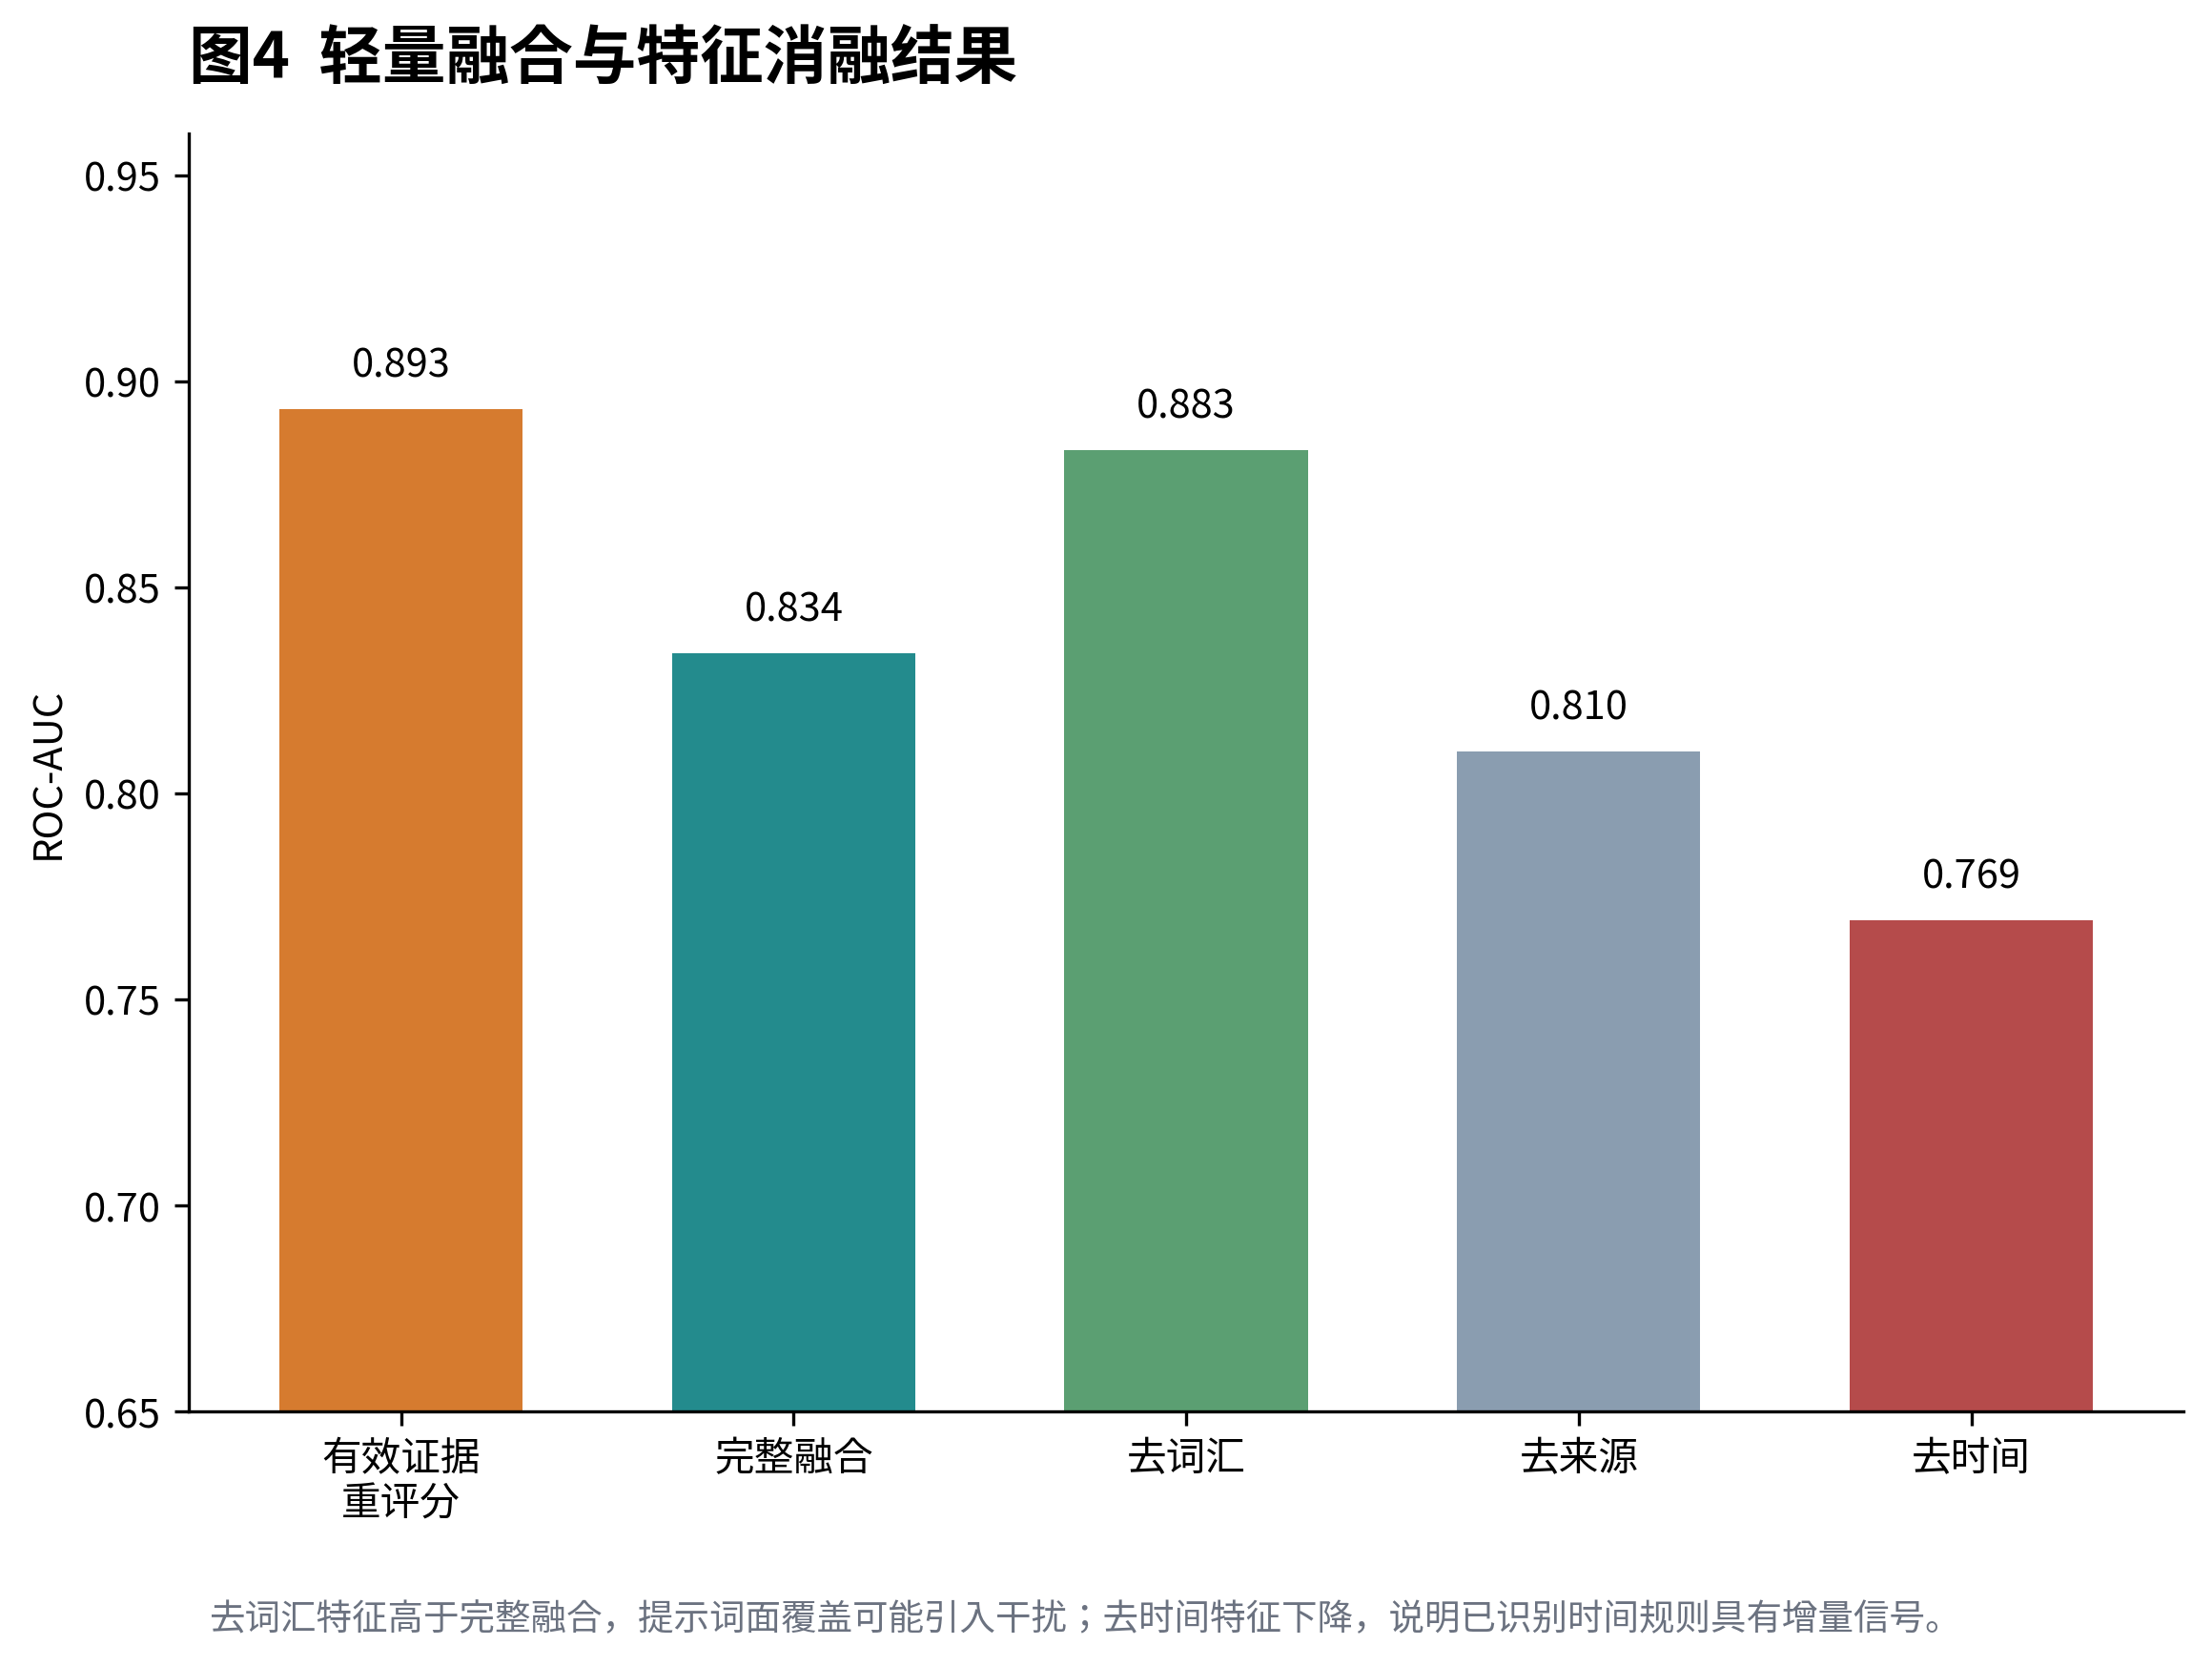 图4 轻量融合与特征消融结果
0.95
0.90
0.85
0.80
0.75
0.70
0.65
ROC-AUC
0.893
0.834
0.883
0.810
0.769
有效证据
重评分
完整融合
去词汇
去来源
去时间
去词汇特征高于完整融合，提示词面覆盖可能引入干扰；去时间特征下降，说明已识别时间规则具有增量信号。